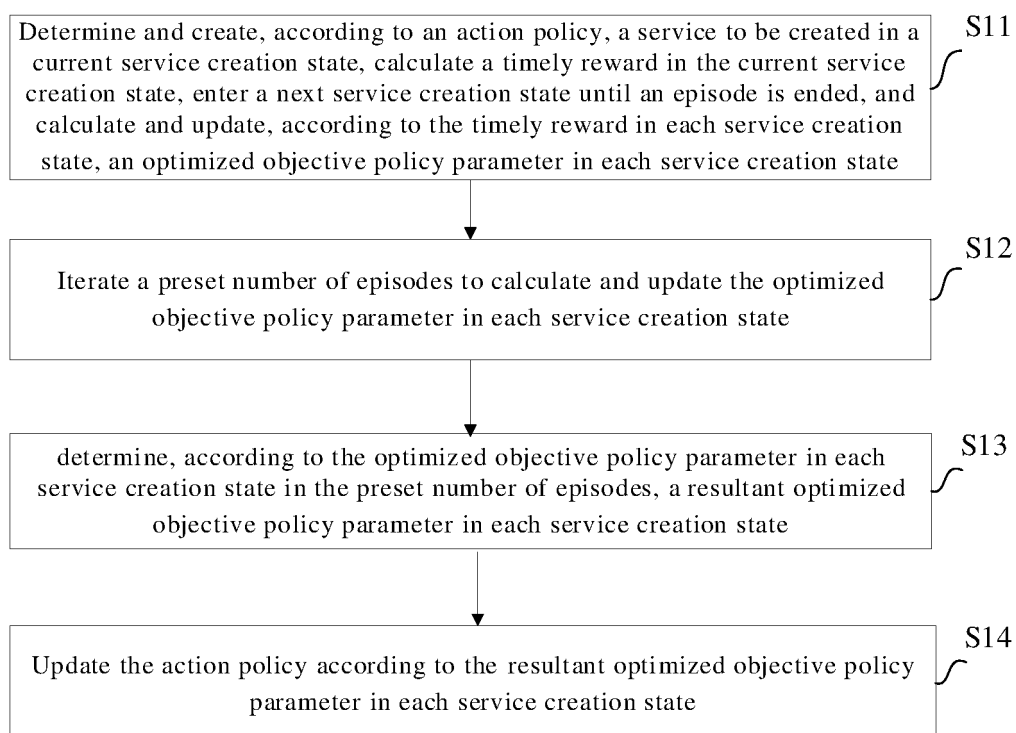 Determine and create, according to an action policy, a service to be created in a
current service creation state, calculate a timely reward in the current service
creation state, enter a next service creation state until an episode is ended, and
calculate and update, according to the timely reward in each service creation
state, an optimized objective policy parameter in each service creation state
S11
Iterate a preset number of episodes to calculate and update the optimized
objective policy parameter in each service creation state
S12
determine, according to the optimized objective policy parameter in each
service creation state in the preset number of episodes, a resultant optimized
objective policy parameter in each service creation state
S13
Update the action policy according to the resultant optimized objective policy
parameter in each service creation state
S14